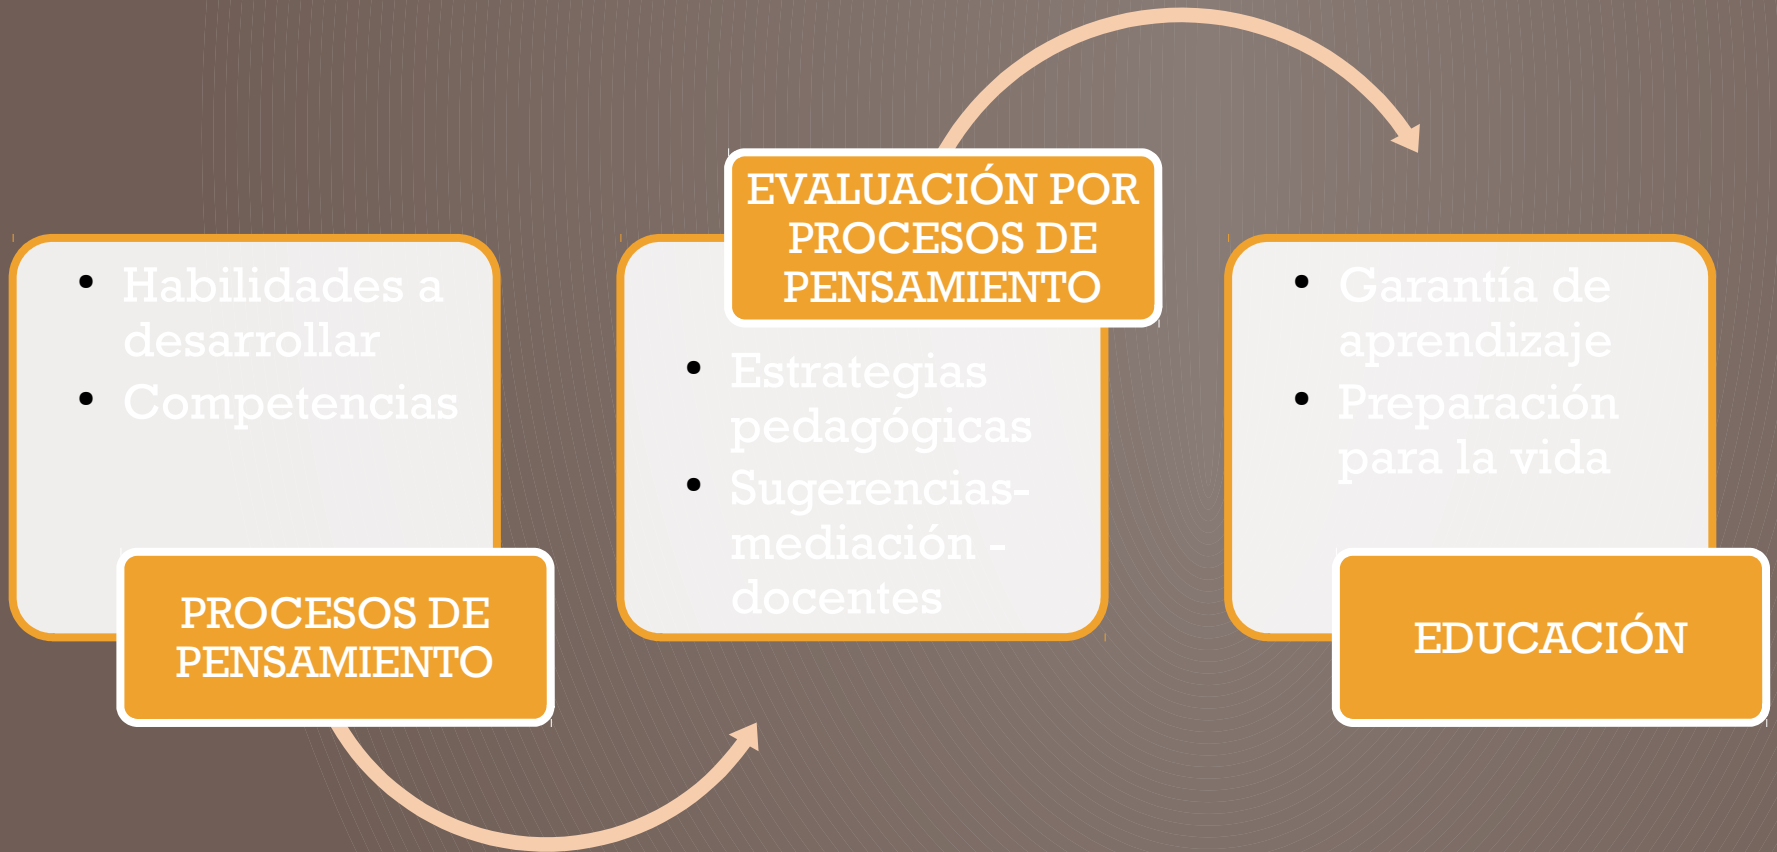 • Habilidades a
desarrollar
• Competencias
PROCESOS DE
PENSAMIENTO
EVALUACIÓN POR
PROCESOS DE
PENSAMIENTO
• Estrategias
pedagógicas
• Sugerencias-
mediación -
docentes
• Garantía de
aprendizaje
• Preparación
para la vida
EDUCACIÓN